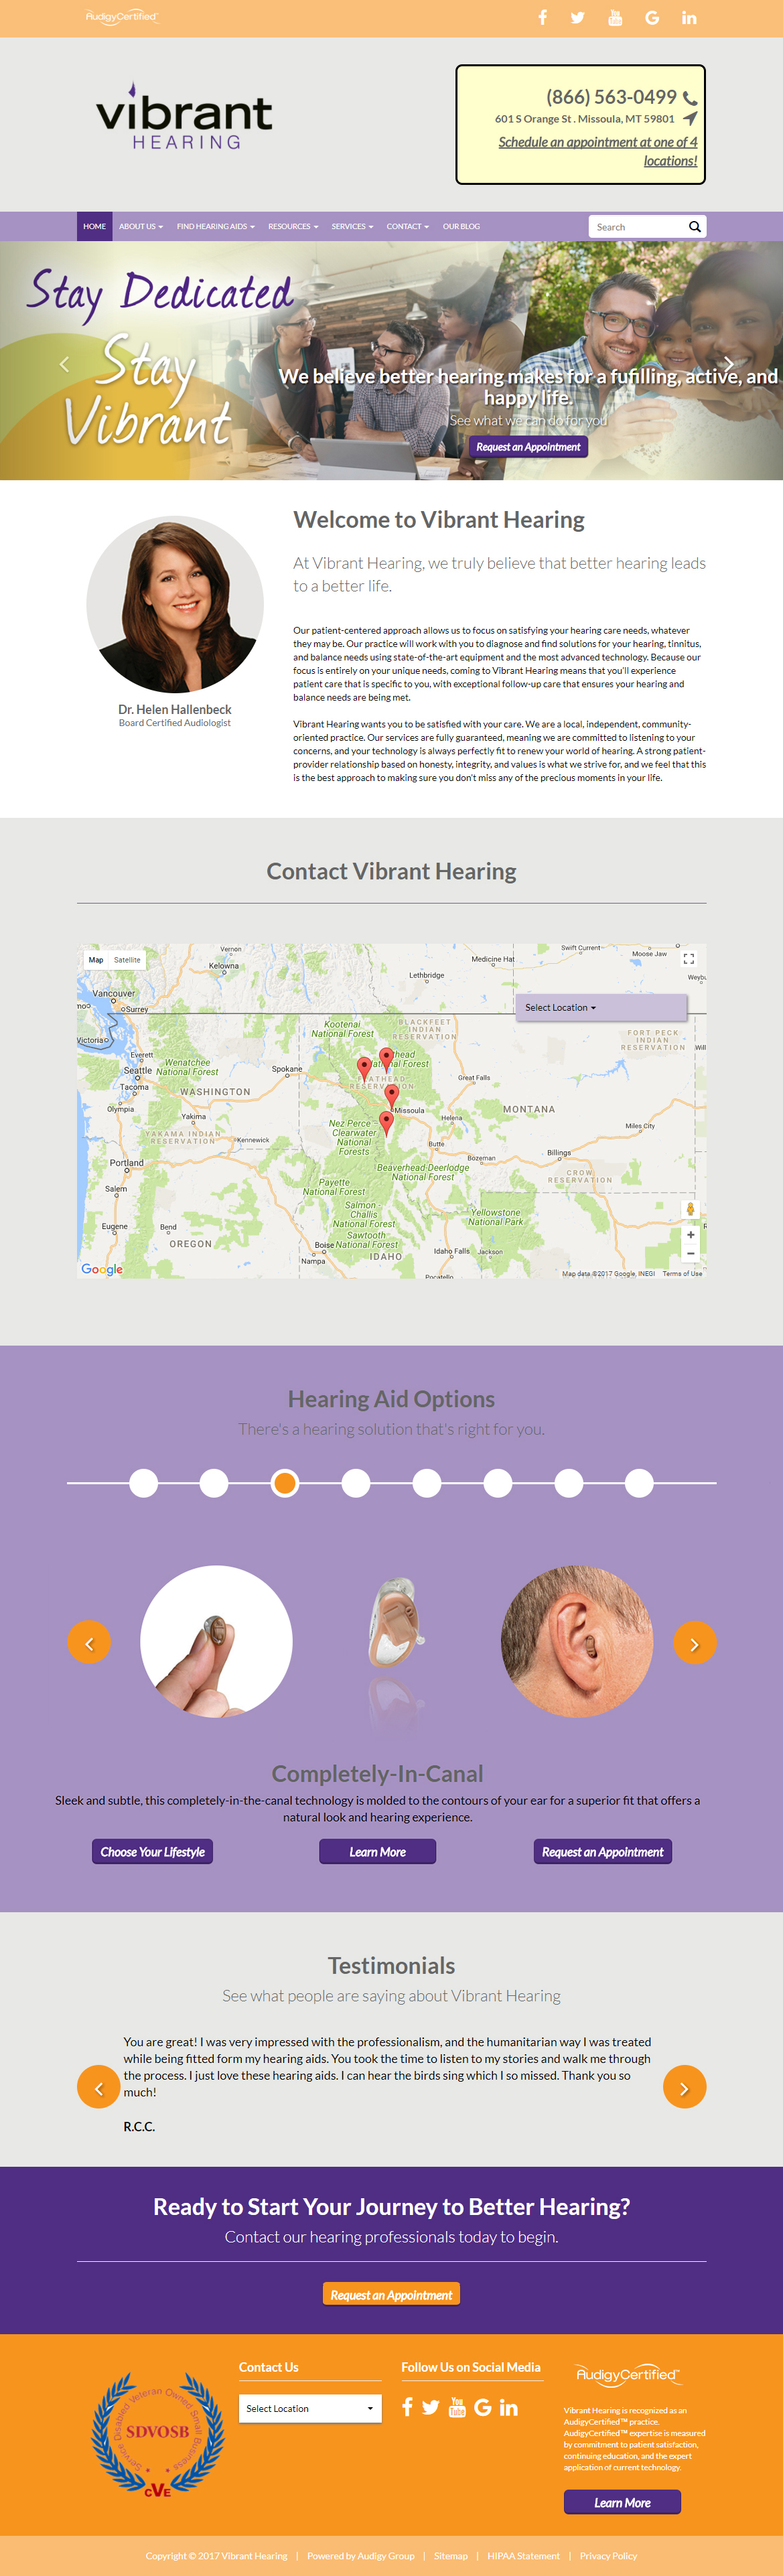 AudigyCertified™
vibrant
HEARING
(866) 563-0499
601 S Orange St . Missoula, MT 59801
Schedule an appointment at one of 4
locations!
HOME ABOUT US FIND HEARING AIDS RESOURCES SERVICES CONTACT OUR BLOG
Search
Stay Dedicated
Stay
Vibrant
We believe better hearing makes for a fufilling, active, and
happy life.
See what we can do for you
Request an Appointment
Welcome to Vibrant Hearing
At Vibrant Hearing, we truly believe that better hearing leads
to a better life.
Our patient-centered approach allows us to focus on satisfying your hearing care needs, whatever
they may be. Our practice will work with you to diagnose and find solutions for your hearing, tinnitus,
and balance needs using state-of-the-art equipment and the most advanced technology. Because our
focus is entirely on your unique needs, coming to Vibrant Hearing means that you'll experience
patient care that is specific to you, with exceptional follow-up care that ensures your hearing and
balance needs are being met.
Dr. Helen Hallenbeck
Board Certified Audiologist
Vibrant Hearing wants you to be satisfied with your care. We are a local, independent, community-
oriented practice. Our services are fully guaranteed, meaning we are committed to listening to your
concerns, and your technology is always perfectly fit to renew your world of hearing. A strong patient-
provider relationship based on honesty, integrity, and values is what we strive for, and we feel that this
is the best approach to making sure you don't miss any of the precious moments in your life.
Contact Vibrant Hearing
Map Satellite
Select Location
Vernon
Kelowna
Swift Current
Moose Jaw
Medicine Hat
Lethbridge
Vancouver
Surrey
Victoria
Everett
Seattle
Tacoma
Olympia
Wenatchee
National Forest
WASHINGTON
Spokane
Kootenai
National Forest
BLACKFEET
INDIAN
RESERVATION
FORT PECK
INDIAN
RESERVATION
Great Falls
Yakima
YAKAMA INDIAN
RESERVATION
Kennewick
Missoula
Helena
MONTANA
Miles City
Nez Perce
Clearwater
National
Forests
Butte
Bozeman
Billings
CROW
RESERVATION
Portland
Salem
Eugene
Bend
OREGON
Beaverhead-Deerlodge
National Forest
Payette
National Forest
Salmon-
Challis
National Forest
Sawtooth
National Forest
Yellowstone
National Park
Boise
Nampa
IDAHO
Idaho Falls
Jackson
Pocatello
Google
Map data ©2017 Google, INEGI Terms of Use
Hearing Aid Options
There's a hearing solution that's right for you.
Completely-In-Canal
Sleek and subtle, this completely-in-the-canal technology is molded to the contours of your ear for a superior fit that offers a
natural look and hearing experience.
Choose Your Lifestyle Learn More Request an Appointment
Testimonials
See what people are saying about Vibrant Hearing
You are great! I was very impressed with the professionalism, and the humanitarian way I was treated
while being fitted form my hearing aids. You took the time to listen to my stories and walk me through
the process. I just love these hearing aids. I can hear the birds sing which I so missed. Thank you so
much!
R.C.C.
Ready to Start Your Journey to Better Hearing?
Contact our hearing professionals today to begin.
Request an Appointment
Service Disabled Veteran Owned Small Business
SDVOSB
CVE
Contact Us
Select Location
Follow Us on Social Media
AudigyCertified™
Vibrant Hearing is recognized as an
AudigyCertified™ practice.
AudigyCertified™ expertise is measured
by commitment to patient satisfaction,
continuing education, and the expert
application of current technology.
Learn More
Copyright © 2017 Vibrant Hearing | Powered by Audigy Group | Sitemap | HIPAA Statement | Privacy Policy